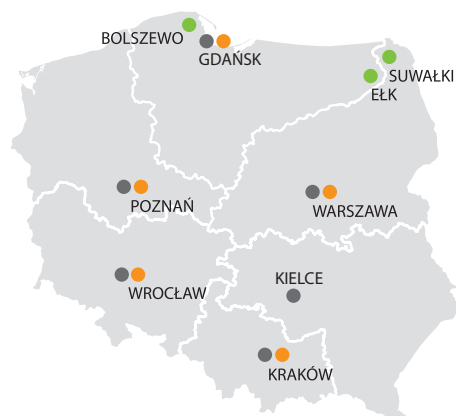 BOLSZEWO
GDAŃSK
SUWAŁKI
EŁK
POZNAŃ
WARSZAWA
KIELCE
WROCŁAW
KRAKÓW